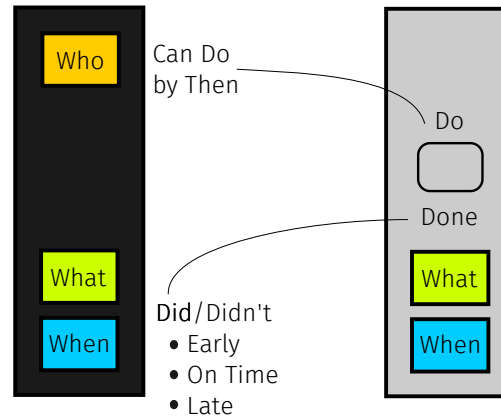 Who
Can Do
by Then
Do
Done
What
When
Did/Didn't
• Early
• On Time
• Late
What
When